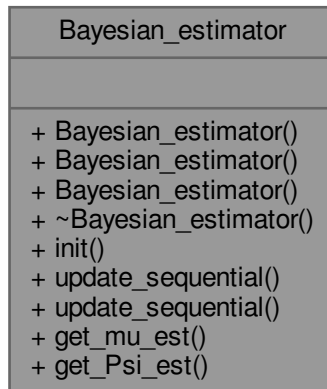 Bayesian_estimator
+ Bayesian_estimator()
+ Bayesian_estimator()
+ Bayesian_estimator()
+ ~Bayesian_estimator()
+ init()
+ update_sequential()
+ update_sequential()
+ get_mu_est()
+ get_Psi_est()